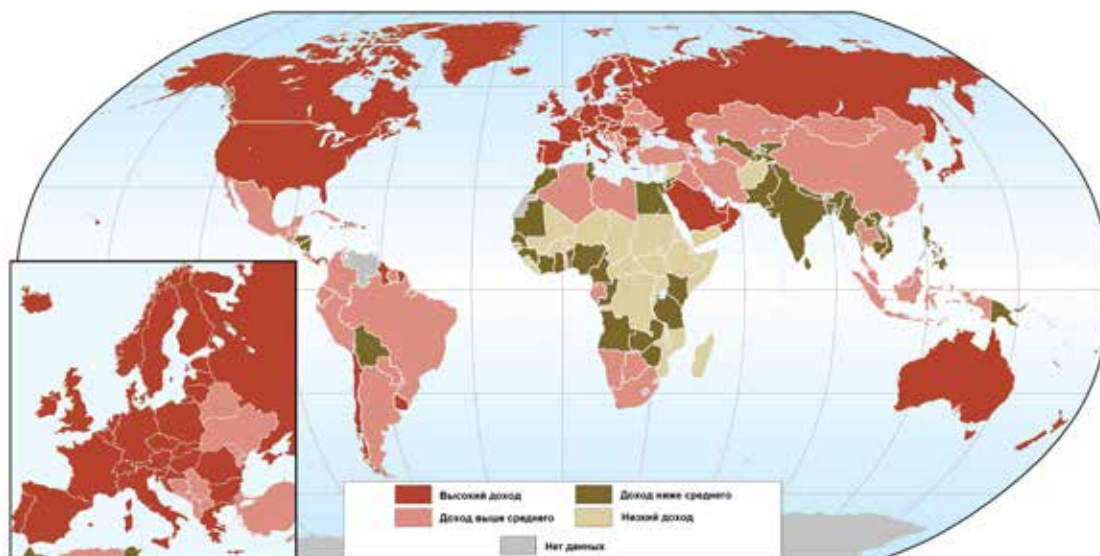 Высокий доход
Доход ниже среднего
Доход выше среднего
Низкий доход
Нет данных